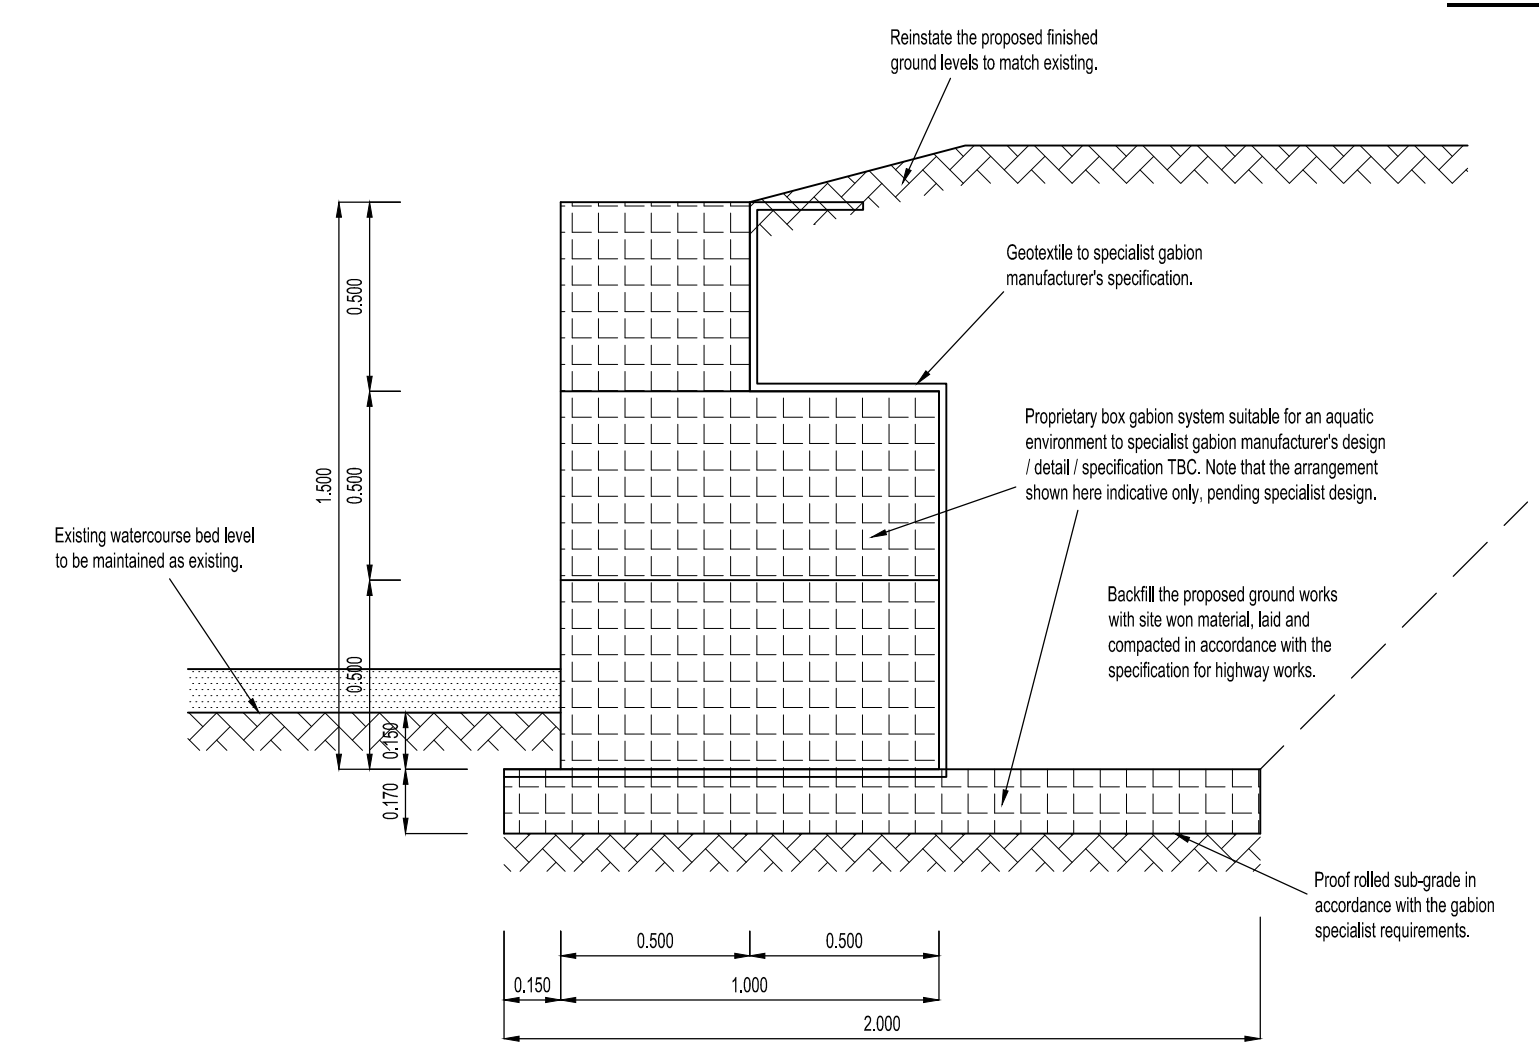 Reinstate the proposed finished
ground levels to match existing.
Geotextile to specialist gabion
manufacturer's specification.
0.500
Proprietary box gabion system suitable for an aquatic
environment to specialist gabion manufacturer's design
/ detail / specification TBC. Note that the arrangement
shown here indicative only, pending specialist design.
1.500
0.500
Existing watercourse bed level
to be maintained as existing.
Backfill the proposed ground works
with site won material, laid and
compacted in accordance with the
specification for highway works.
0.500
0.150
0.170
Proof rolled sub-grade in
accordance with the gabion
specialist requirements.
0.500
0.500
0.150
1.000
2.000